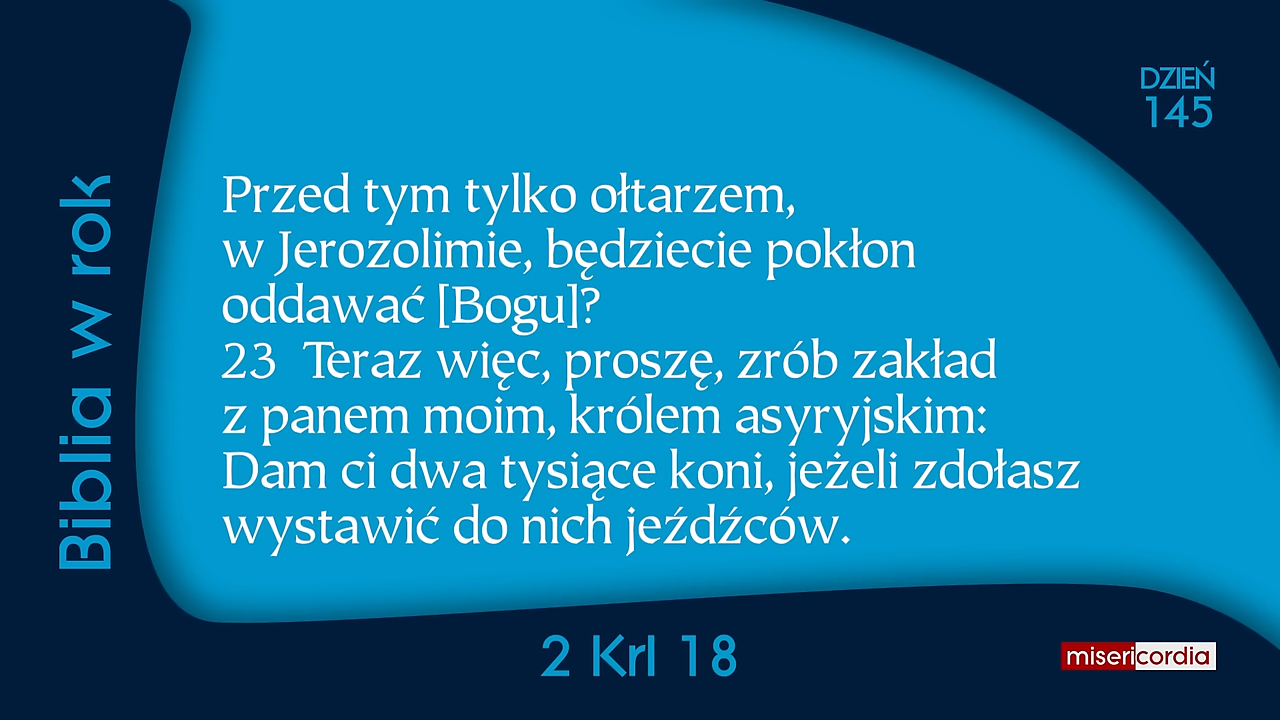 DZIEŃ
145
Biblia w rok
Przed tym tylko ołtarzem,
w Jerozolimie, będziecie pokłon
oddawać [Bogu]?
23 Teraz więc, proszę, zrób zakład
z panem moim, królem asyryjskim:
Dam ci dwa tysiące koni, jeżeli zdołasz
wystawić do nich jeźdźców.
2 Krl 18
misericordia